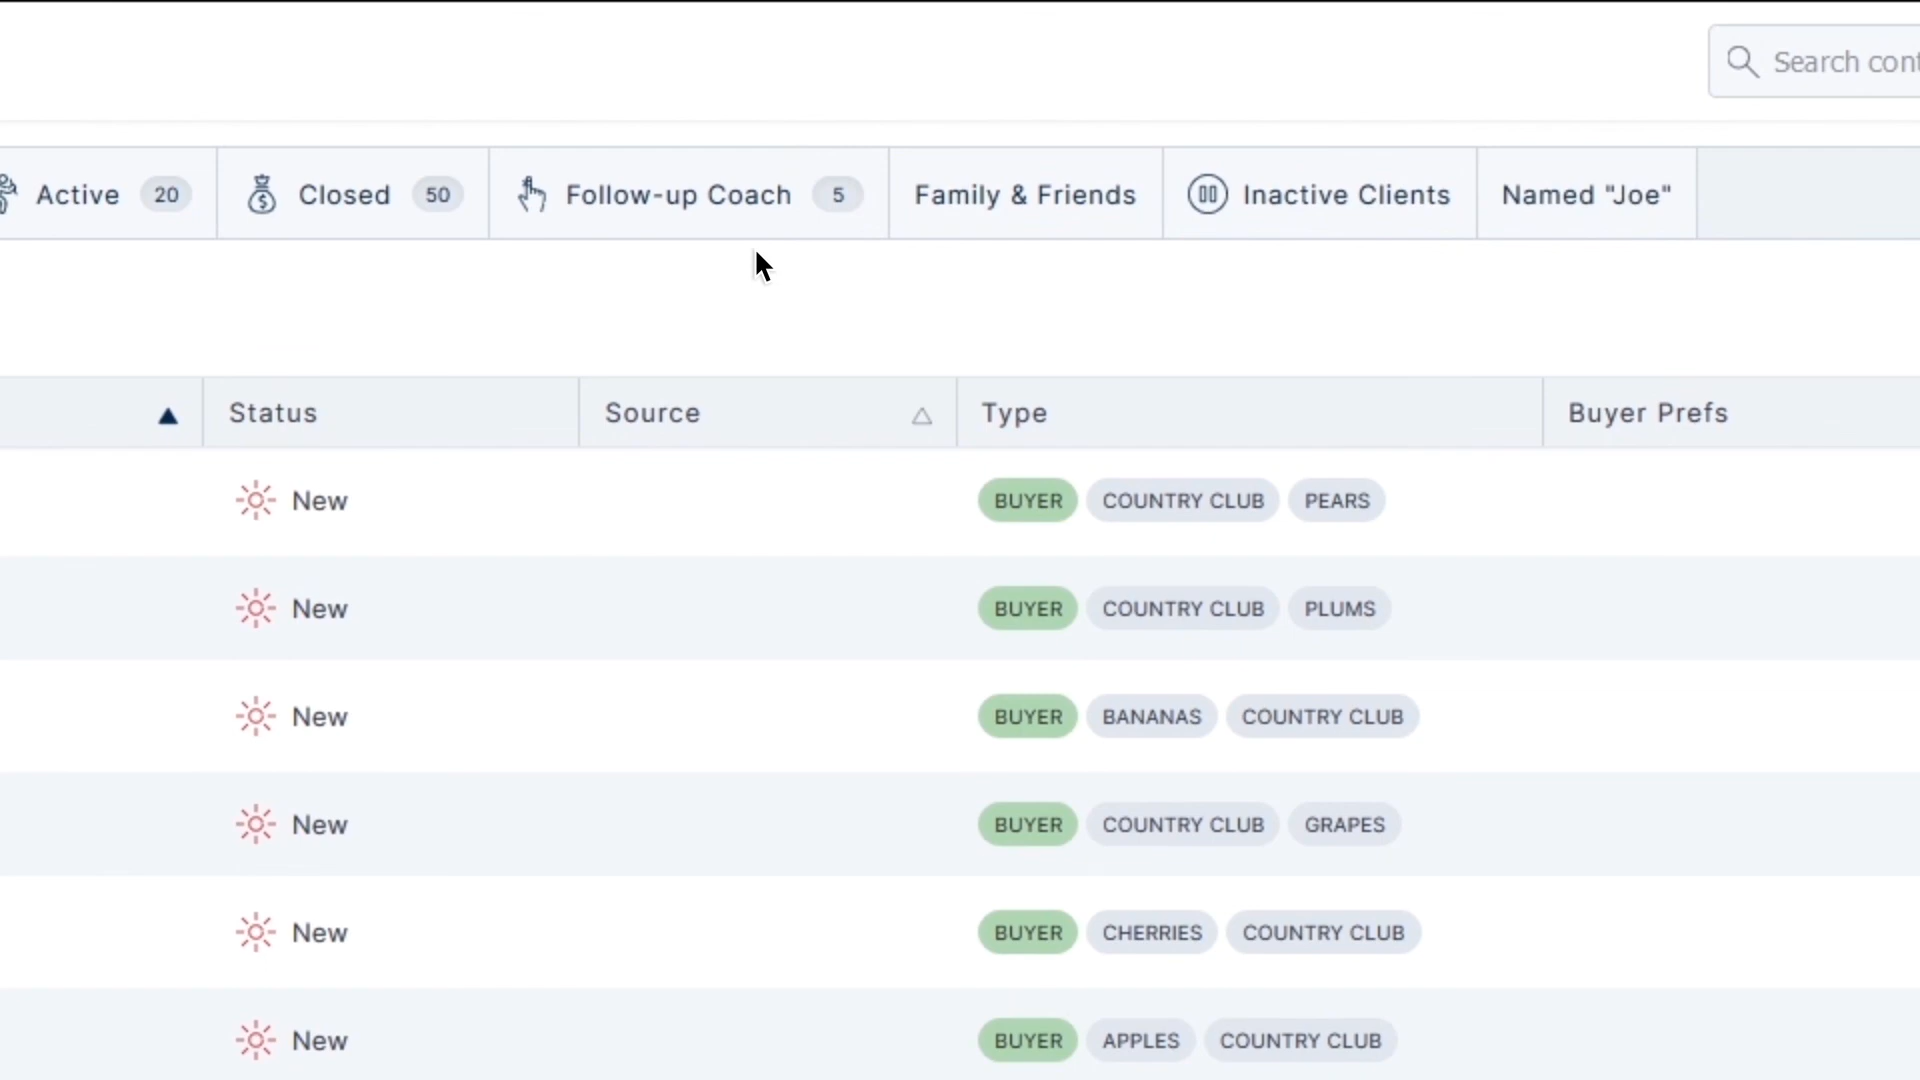 Search cont
Active 20 Closed 50 Follow-up Coach 5 Family & Friends Inactive Clients Named "Joe"
Status Source Type Buyer Prefs
New BUYER COUNTRY CLUB PEARS
New BUYER COUNTRY CLUB PLUMS
New BUYER BANANAS COUNTRY CLUB
New BUYER COUNTRY CLUB GRAPES
New BUYER CHERRIES COUNTRY CLUB
New BUYER APPLES COUNTRY CLUB